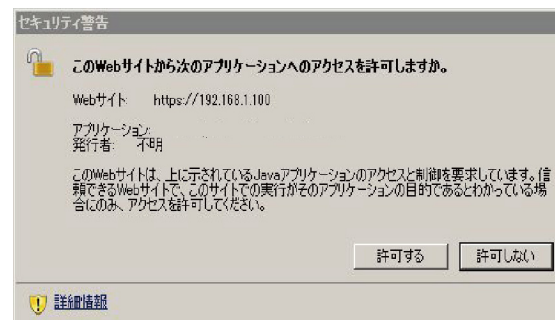 セキュリティ警告
このWebサイトから次のアプリケーションへのアクセスを許可しますか。
Webサイト: https://192.168.1.100
アプリケーション:
発行者: 不明
このWebサイトは、上に示されているJavaアプリケーションのアクセスと制御を要求しています。信
頼できるWebサイトで、このサイトでの実行がそのアプリケーションの目的であるとわかっている場
合にのみ、アクセスを許可してください。
許可する
許可しない
詳細情報